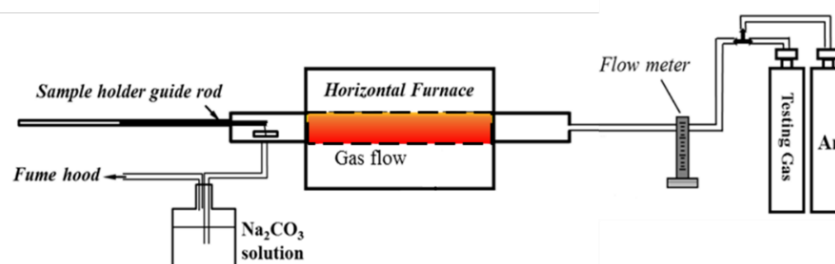 Flow meter
Sample holder guide rod
Horizontal Furnace
Testing Gas
Gas flow
Fume hood
Na₂CO₃
solution